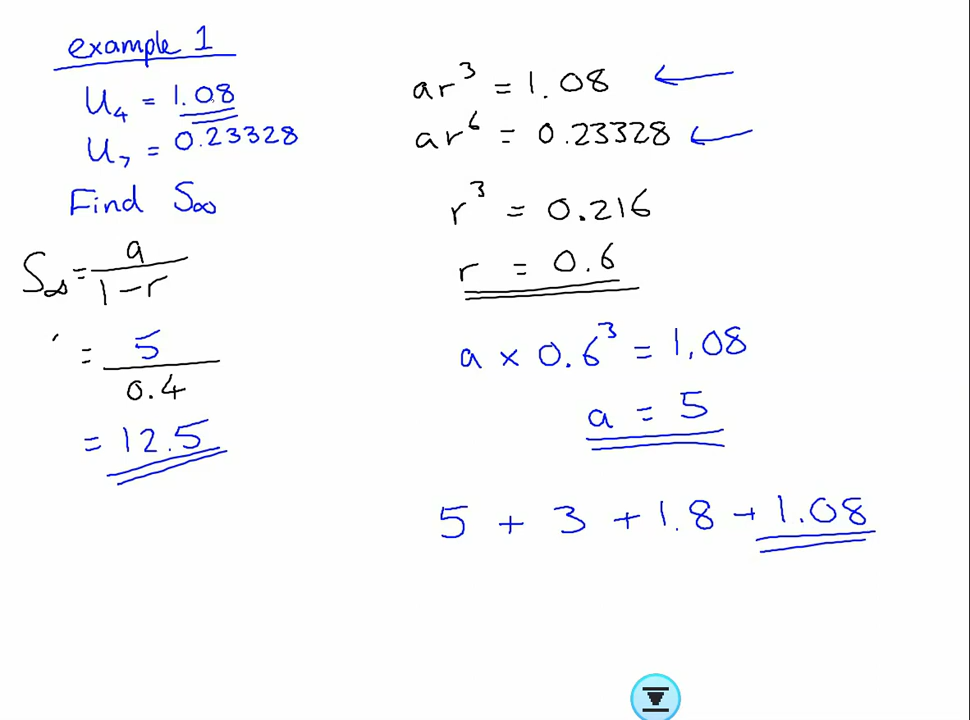 example 1
U₄ = 1.08
U₇ = 0.23328
Find S∞
S∞ = a / (1 − r)
= 5 / 0.4
= 12.5
ar³ = 1.08
ar⁶ = 0.23328
r³ = 0.216
r = 0.6
a × 0.6³ = 1.08
a = 5
5 + 3 + 1.8 + 1.08